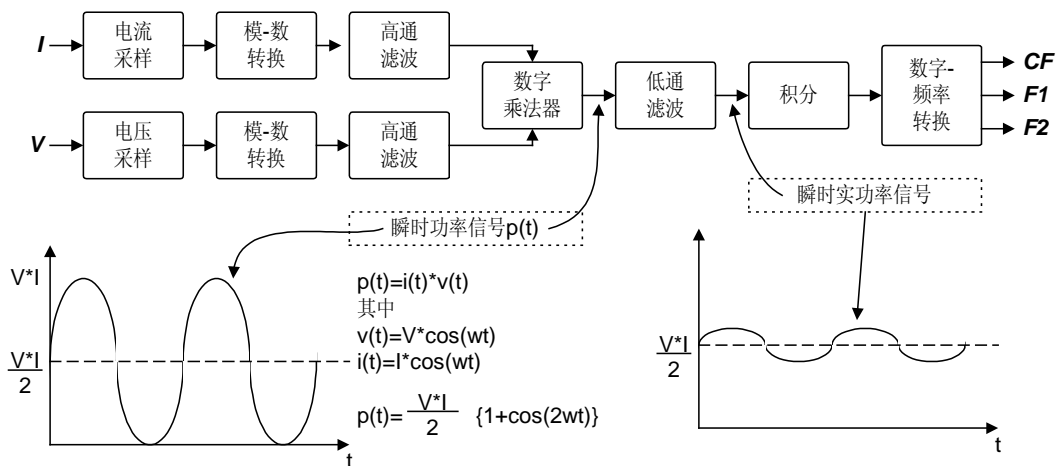 I
电流
采样
模-数
转换
高通
滤波
V
电压
采样
模-数
转换
高通
滤波
数字
乘法器
低通
滤波
积分
数字-
频率
转换
CF
F1
F2
瞬时功率信号p(t)
瞬时实功率信号
V*I
V*I
2
t
p(t)=i(t)*v(t)
其中
v(t)=V*cos(wt)
i(t)=I*cos(wt)
p(t)= V*I/2 {1+cos(2wt)}
V*I
2
t